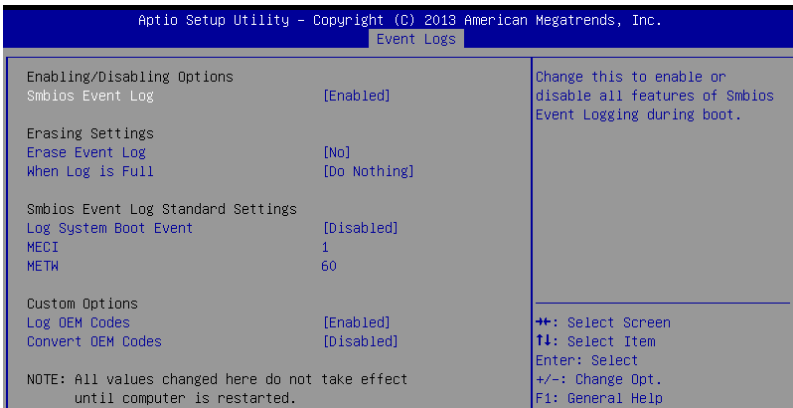 Aptio Setup Utility – Copyright (C) 2013 American Megatrends, Inc.
Event Logs
Enabling/Disabling Options
Smbios Event Log [Enabled]
Erasing Settings
Erase Event Log [No]
When Log is Full [Do Nothing]
Smbios Event Log Standard Settings
Log System Boot Event [Disabled]
MECI 1
METW 60
Custom Options
Log OEM Codes [Enabled]
Convert OEM Codes [Disabled]
NOTE: All values changed here do not take effect
until computer is restarted.
Change this to enable or
disable all features of Smbios
Event Logging during boot.
→←: Select Screen
↑↓: Select Item
Enter: Select
+/-: Change Opt.
F1: General Help